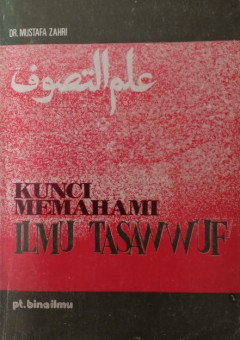 DR. MUSTAFA ZAHRI
علم التصوف
KUNCI
MEMAHAMI
ILMU TASAWWUF
pt. bina ilmu